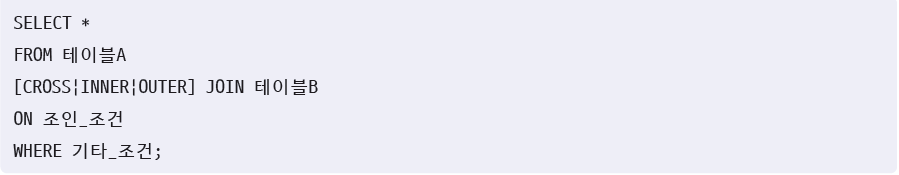 SELECT *
FROM 테이블A
[CROSS¦INNER¦OUTER] JOIN 테이블B
ON 조인_조건
WHERE 기타_조건;